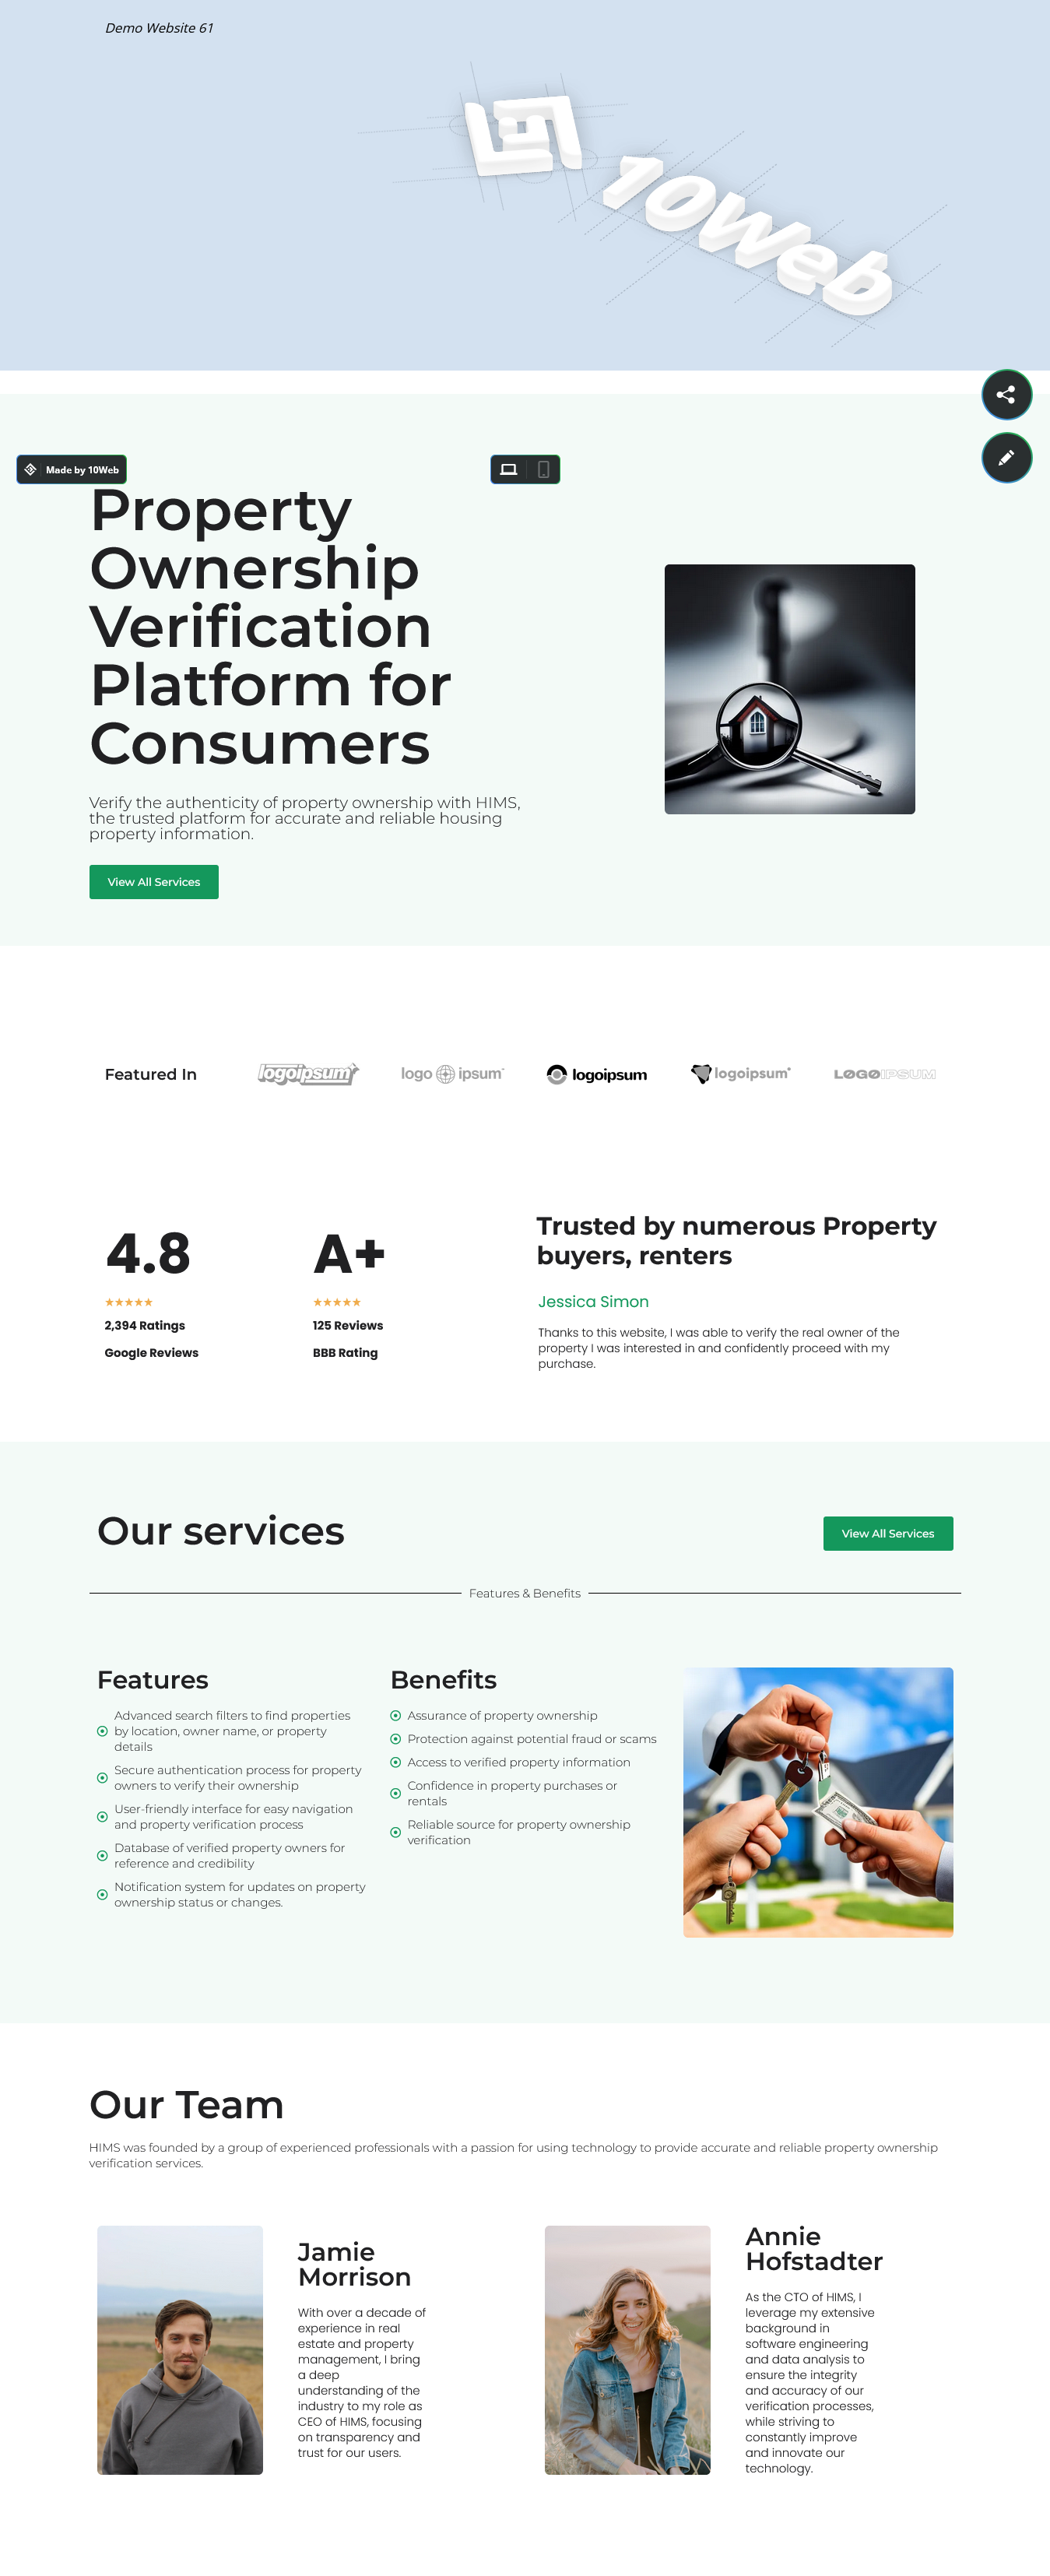 Demo Website 61
10Web
Made by 10Web
Property
Ownership
Verification
Platform for
Consumers
Verify the authenticity of property ownership with HIMS,
the trusted platform for accurate and reliable housing
property information.
View All Services
Featured In
logoipsum
logo ipsum
logoipsum
logoipsum
LOGOIPSUM
4.8
★★★★★
2,394 Ratings
Google Reviews
A+
★★★★★
125 Reviews
BBB Rating
Trusted by numerous Property
buyers, renters
Jessica Simon
Thanks to this website, I was able to verify the real owner of the
property I was interested in and confidently proceed with my
purchase.
Our services
View All Services
Features & Benefits
Features
Advanced search filters to find properties
by location, owner name, or property
details
Secure authentication process for property
owners to verify their ownership
User-friendly interface for easy navigation
and property verification process
Database of verified property owners for
reference and credibility
Notification system for updates on property
ownership status or changes.
Benefits
Assurance of property ownership
Protection against potential fraud or scams
Access to verified property information
Confidence in property purchases or
rentals
Reliable source for property ownership
verification
Our Team
HIMS was founded by a group of experienced professionals with a passion for using technology to provide accurate and reliable property ownership
verification services.
Jamie
Morrison
With over a decade of
experience in real
estate and property
management, I bring
a deep
understanding of the
industry to my role as
CEO of HIMS, focusing
on transparency and
trust for our users.
Annie
Hofstadter
As the CTO of HIMS, I
leverage my extensive
background in
software engineering
and data analysis to
ensure the integrity
and accuracy of our
verification processes,
while striving to
constantly improve
and innovate our
technology.